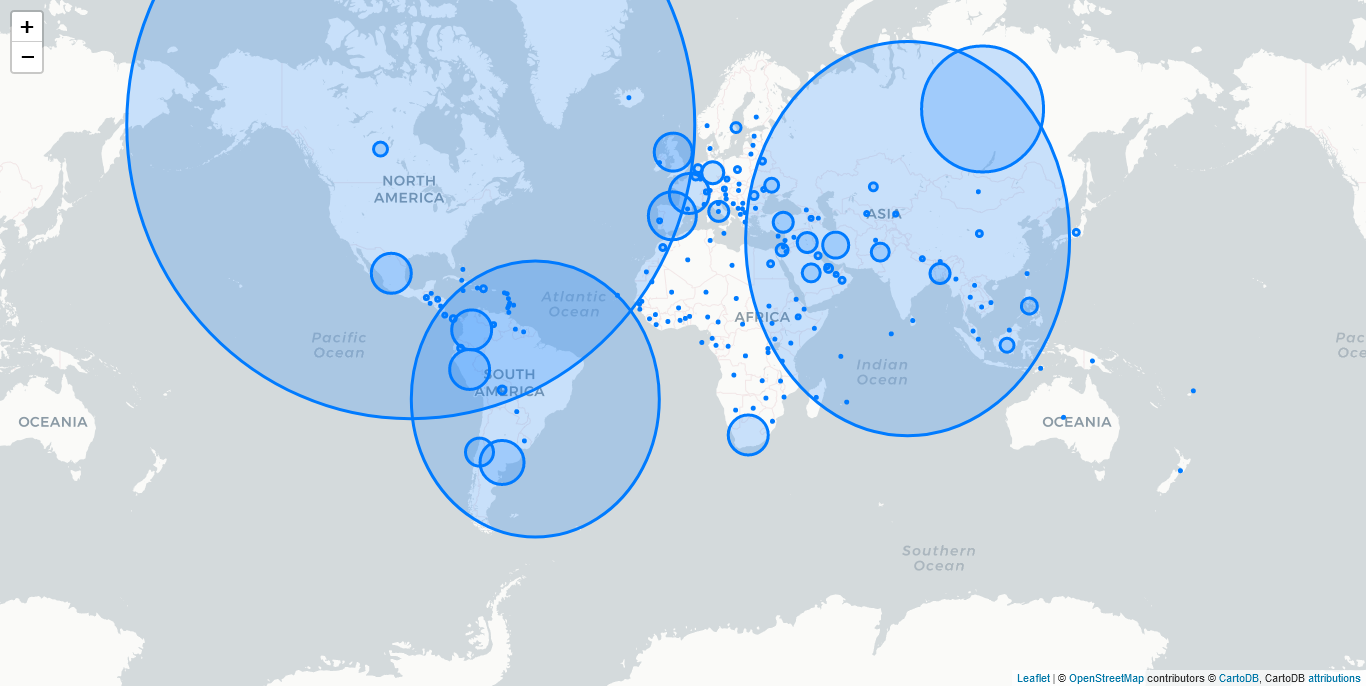 +
−
NORTH
AMERICA
ASIA
Atlantic
Ocean
AFRICA
Pacific
Ocean
Pac
Oce
Indian
Ocean
SOUTH
AMERICA
OCEANIA
OCEANIA
Southern
Ocean
Leaflet | © OpenStreetMap contributors © CartoDB, CartoDB attributions